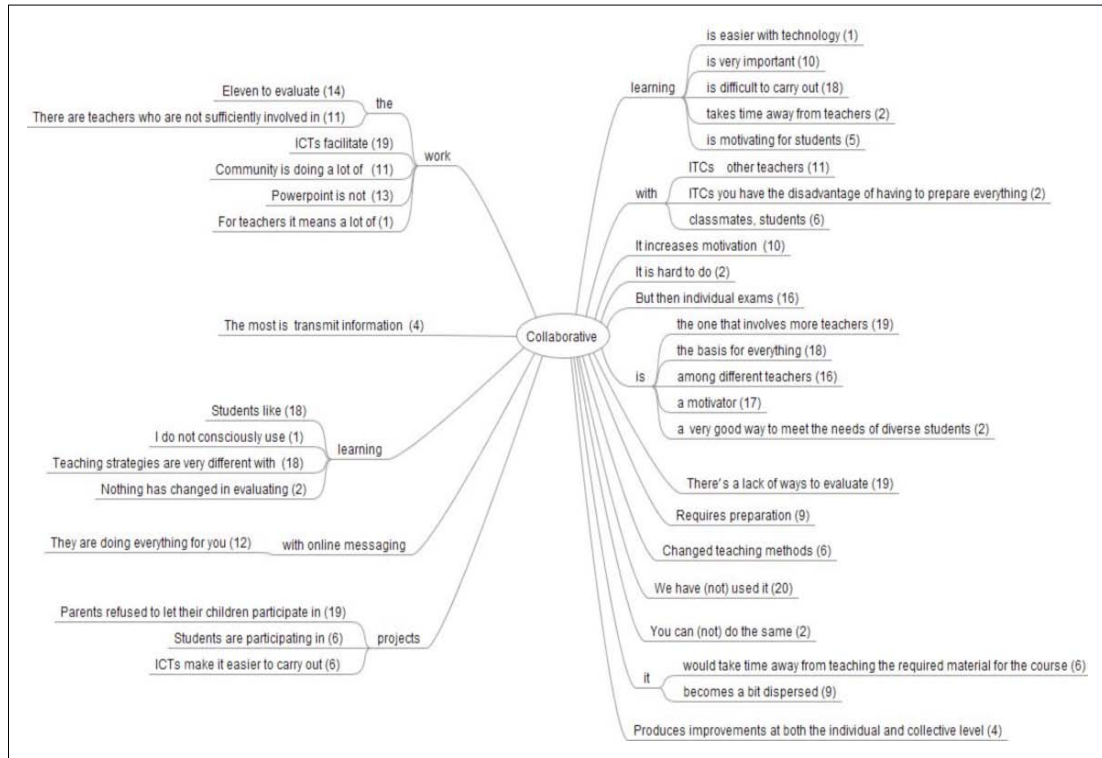 Eleven to evaluate (14)
There are teachers who are not sufficiently involved in (11)
the
ICTs facilitate (19)
Community is doing a lot of (11)
Powerpoint is not (13)
For teachers it means a lot of (1)
work
The most is transmit information (4)
Students like (18)
I do not consciously use (1)
Teaching strategies are very different with (18)
Nothing has changed in evaluating (2)
learning
They are doing everything for you (12)
with online messaging
Parents refused to let their children participate in (19)
Students are participating in (6)
ICTs make it easier to carry out (6)
projects
Collaborative
learning
is easier with technology (1)
is very important (10)
is difficult to carry out (18)
takes time away from teachers (2)
is motivating for students (5)
with
ITCs other teachers (11)
ITCs you have the disadvantage of having to prepare everything (2)
classmates, students (6)
It increases motivation (10)
It is hard to do (2)
But then individual exams (16)
is
the one that involves more teachers (19)
the basis for everything (18)
among different teachers (16)
a motivator (17)
a very good way to meet the needs of diverse students (2)
There's a lack of ways to evaluate (19)
Requires preparation (9)
Changed teaching methods (6)
We have (not) used it (20)
You can (not) do the same (2)
it
would take time away from teaching the required material for the course (6)
becomes a bit dispersed (9)
Produces improvements at both the individual and collective level (4)